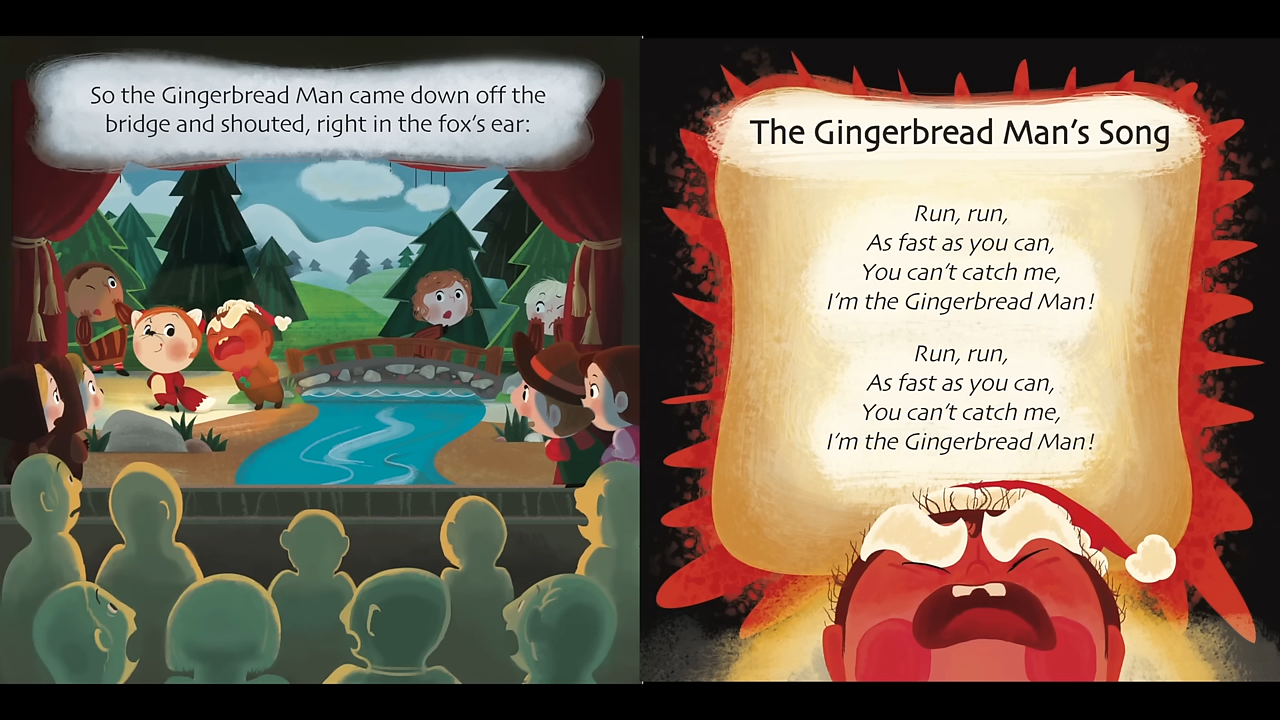 So the Gingerbread Man came down off the
bridge and shouted, right in the fox's ear:
The Gingerbread Man's Song
Run, run,
As fast as you can,
You can't catch me,
I'm the Gingerbread Man!
Run, run,
As fast as you can,
You can't catch me,
I'm the Gingerbread Man!